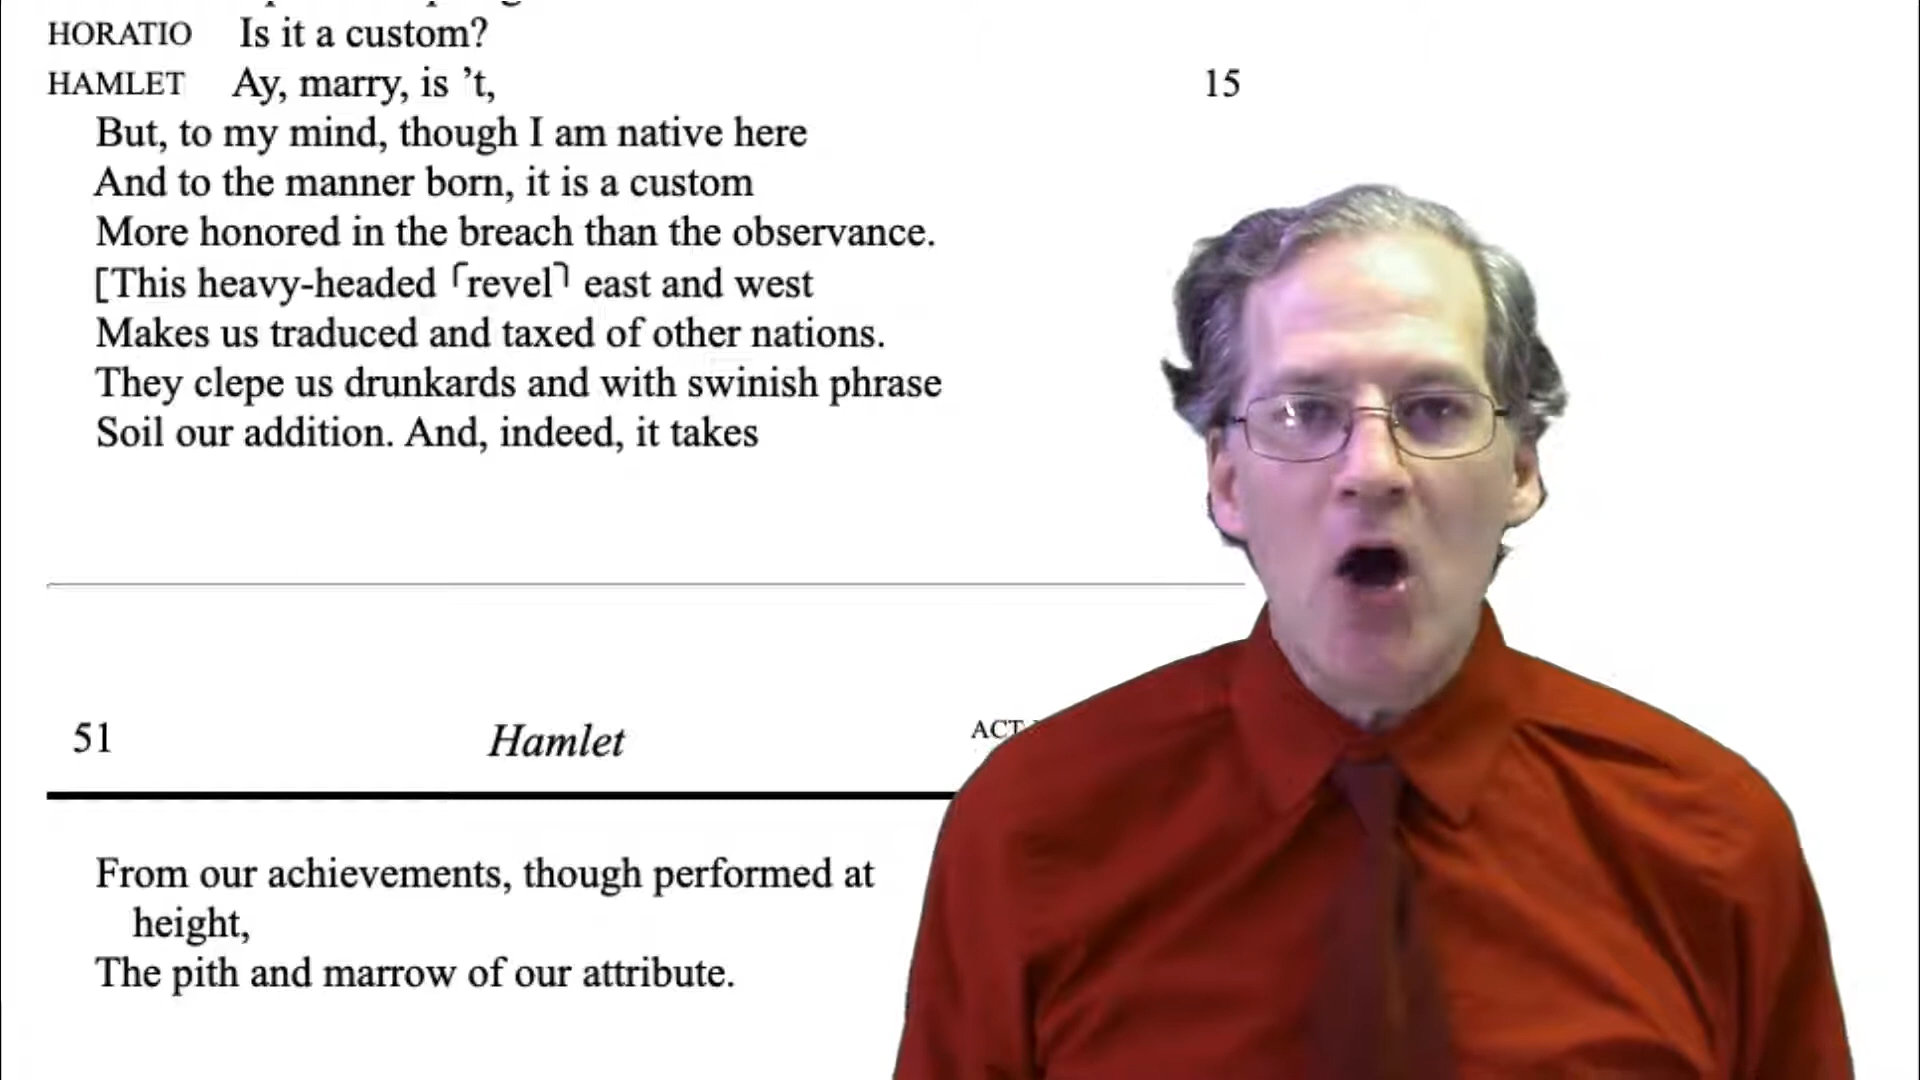 HORATIO Is it a custom?
HAMLET Ay, marry, is ’t, 15
But, to my mind, though I am native here
And to the manner born, it is a custom
More honored in the breach than the observance.
[This heavy-headed ⌜revel⌝ east and west
Makes us traduced and taxed of other nations.
They clepe us drunkards and with swinish phrase
Soil our addition. And, indeed, it takes
51 Hamlet ACT
From our achievements, though performed at
height,
The pith and marrow of our attribute.